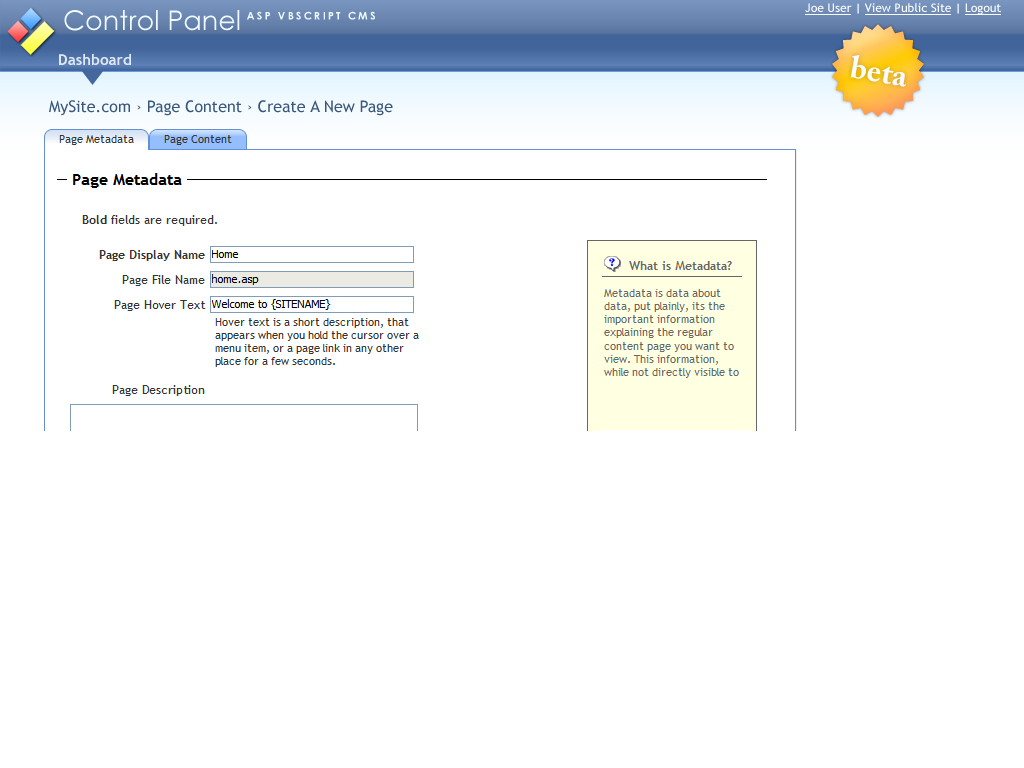 Control Panel ASP VBSCRIPT CMS
Joe User | View Public Site | Logout
Dashboard
beta
MySite.com › Page Content › Create A New Page
Page Metadata Page Content
Page Metadata
Bold fields are required.
Page Display Name Home
Page File Name home.asp
Page Hover Text Welcome to {SITENAME}
Hover text is a short description, that
appears when you hold the cursor over a
menu item, or a page link in any other
place for a few seconds.
Page Description
? What is Metadata?
Metadata is data about
data, put plainly, its the
important information
explaining the regular
content page you want to
view. This information,
while not directly visible to